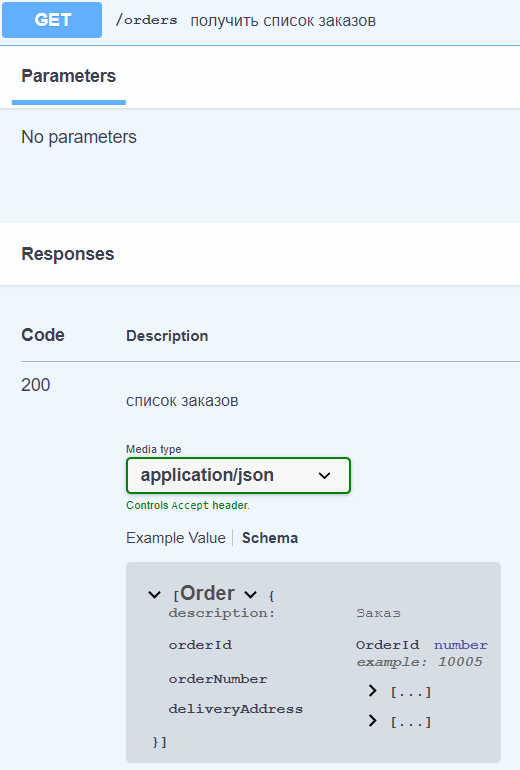 GET /orders получить список заказов
Parameters
No parameters
Responses
Code Description
200
список заказов
Media type
application/json
Controls Accept header.
Example Value Schema
[Order {
description: Заказ
orderId OrderId number
example: 10005
orderNumber [...]
deliveryAddress [...]
}]